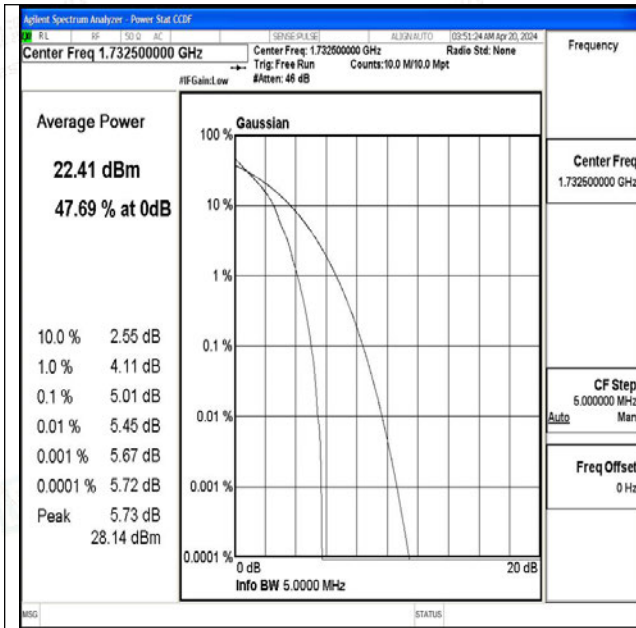 Agilent Spectrum Analyzer - Power Stat CCDF
RL RF 50 Ω AC SENSE:PULSE ALIGNAUTO 03:51:24 AM Apr 20, 2024
Center Freq 1.732500000 GHz
Center Freq: 1.732500000 GHz Radio Std: None
Trig: Free Run Counts:10.0 M/10.0 Mpt
#IFGain:Low #Atten: 46 dB
Frequency
Average Power
22.41 dBm
47.69 % at 0dB
10.0 % 2.55 dB
1.0 % 4.11 dB
0.1 % 5.01 dB
0.01 % 5.45 dB
0.001 % 5.67 dB
0.0001 % 5.72 dB
Peak 5.73 dB
28.14 dBm
Gaussian
100 %
10 %
1 %
0.1 %
0.01 %
0.001 %
0.0001 %
0 dB 20 dB
Info BW 5.0000 MHz
Center Freq
1.732500000 GHz
CF Step
5.000000 MHz
Auto Man
Freq Offset
0 Hz
MSG STATUS